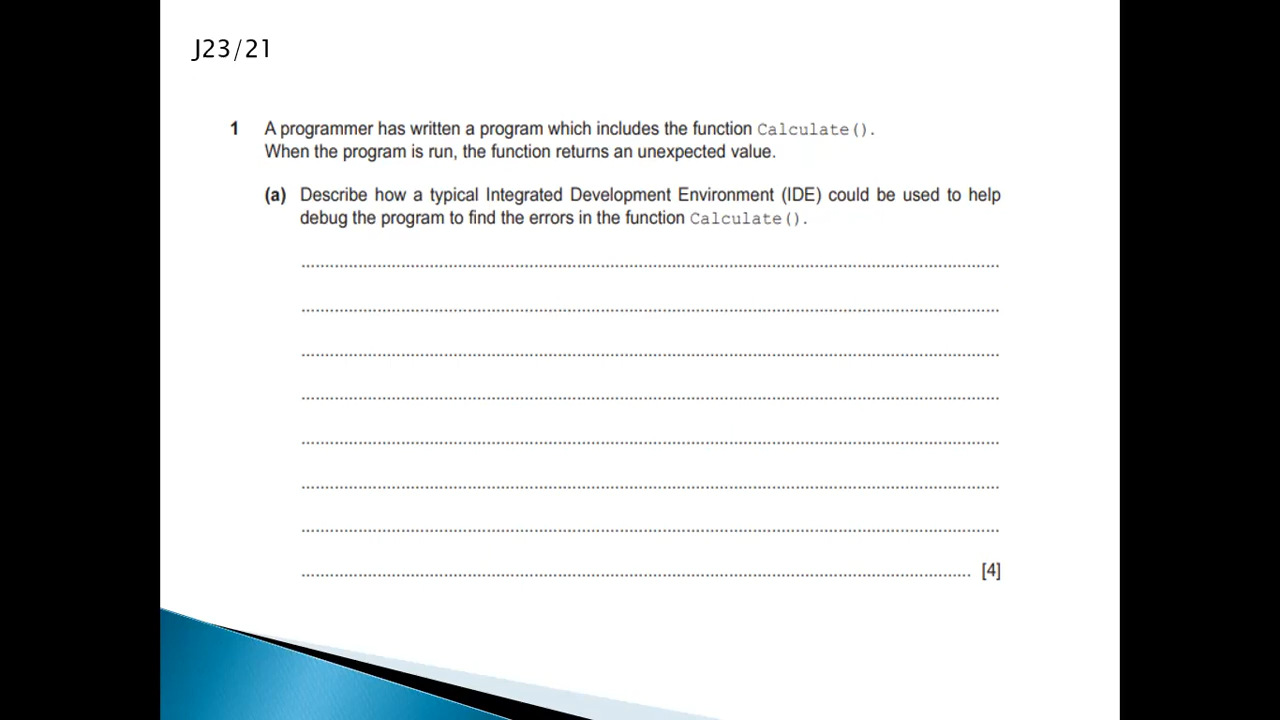 J23/21
1 A programmer has written a program which includes the function Calculate().
When the program is run, the function returns an unexpected value.
(a) Describe how a typical Integrated Development Environment (IDE) could be used to help
debug the program to find the errors in the function Calculate().
[4]